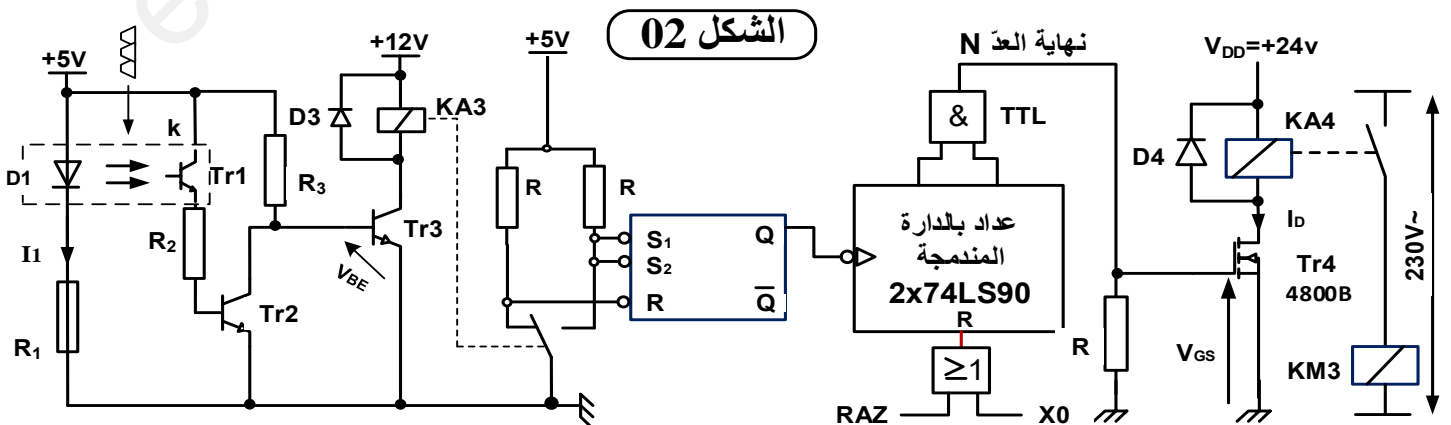 الشكل 02
+5V
k
D1
Tr1
I1
R1
R2
R3
Tr2
VBE
+12V
D3
KA3
Tr3
+5V
R
R
S1
S2
R
Q
Q̅
نهاية العدّ N
&
TTL
عداد بالدارة
المندمجة
2x74LS90
R
≥1
RAZ
X0
VDD=+24v
KA4
D4
ID
Tr4
4800B
R
VGS
230V~
KM3